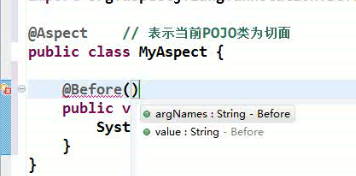 @Aspect // 表示当前POJO类为切面
public class MyAspect {
@Before()
public v
argNames : String - Before
Syst
value : String - Before
}
}